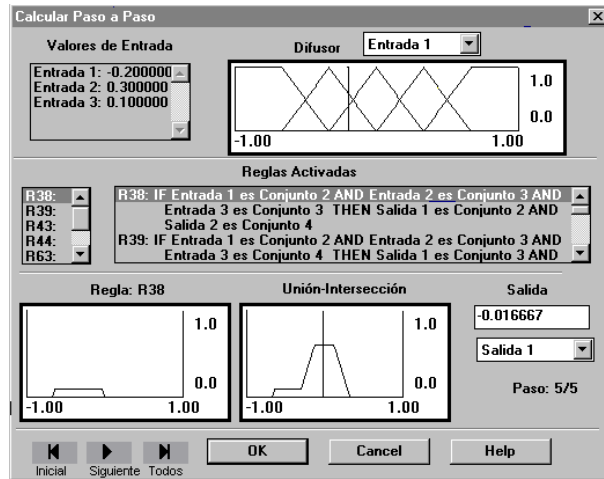 Calcular Paso a Paso
Valores de Entrada
Difusor
Entrada 1
Entrada 1: -0.200000
Entrada 2: 0.300000
Entrada 3: 0.100000
1.0
0.0
-1.00
1.00
Reglas Activadas
R38:
R39:
R43:
R44:
R63:
R38: IF Entrada 1 es Conjunto 2 AND Entrada 2 es Conjunto 3 AND
Entrada 3 es Conjunto 3 THEN Salida 1 es Conjunto 2 AND
Salida 2 es Conjunto 4
R39: IF Entrada 1 es Conjunto 2 AND Entrada 2 es Conjunto 3 AND
Entrada 3 es Conjunto 4 THEN Salida 1 es Conjunto 3 AND
Regla: R38
1.0
0.0
-1.00
1.00
Unión-Intersección
1.0
0.0
-1.00
1.00
Salida
-0.016667
Salida 1
Paso: 5/5
Inicial
Siguiente
Todos
OK
Cancel
Help